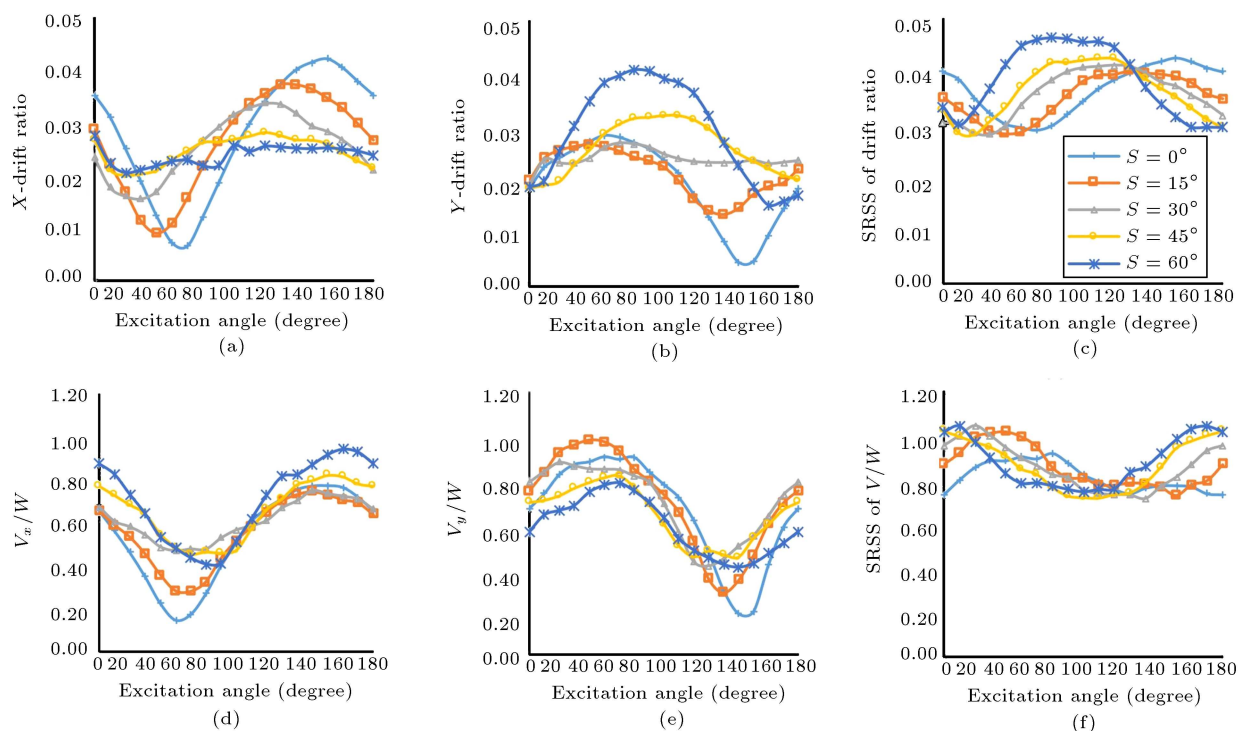 0.05
0.04
0.03
0.02
0.01
0.00
X-drift ratio
0 20 40 60 80 100 120 140 160 180
Excitation angle (degree)
(a)
0.05
0.04
0.03
0.02
0.01
0.00
Y-drift ratio
0 20 40 60 80 100 120 140 160 180
Excitation angle (degree)
(b)
0.05
0.04
0.03
0.02
0.01
0.00
SRSS of drift ratio
S = 0°
S = 15°
S = 30°
S = 45°
S = 60°
0 20 40 60 80 100 120 140 160 180
Excitation angle (degree)
(c)
1.20
1.00
0.80
0.60
0.40
0.20
0.00
Vx/W
0 20 40 60 80 100 120 140 160 180
Excitation angle (degree)
(d)
1.20
1.00
0.80
0.60
0.40
0.20
0.00
Vy/W
0 20 40 60 80 100 120 140 160 180
Excitation angle (degree)
(e)
1.20
1.00
0.80
0.60
0.40
0.20
0.00
SRSS of V/W
0 20 40 60 80 100 120 140 160 180
Excitation angle (degree)
(f)